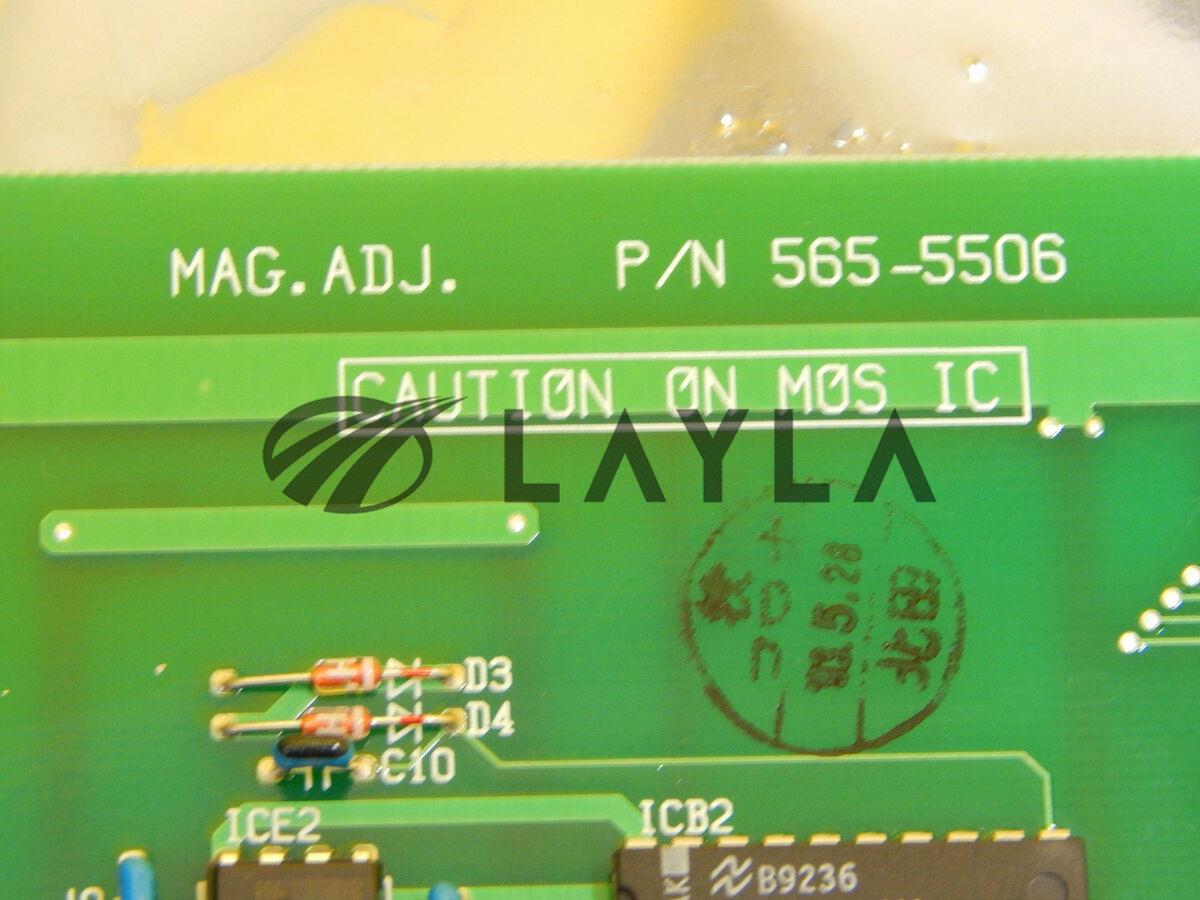 MAG.ADJ. P/N 565-5506
CAUTION ON MOS IC
LAYLA
D3
D4
C10
ICE2
ICB2
B9236